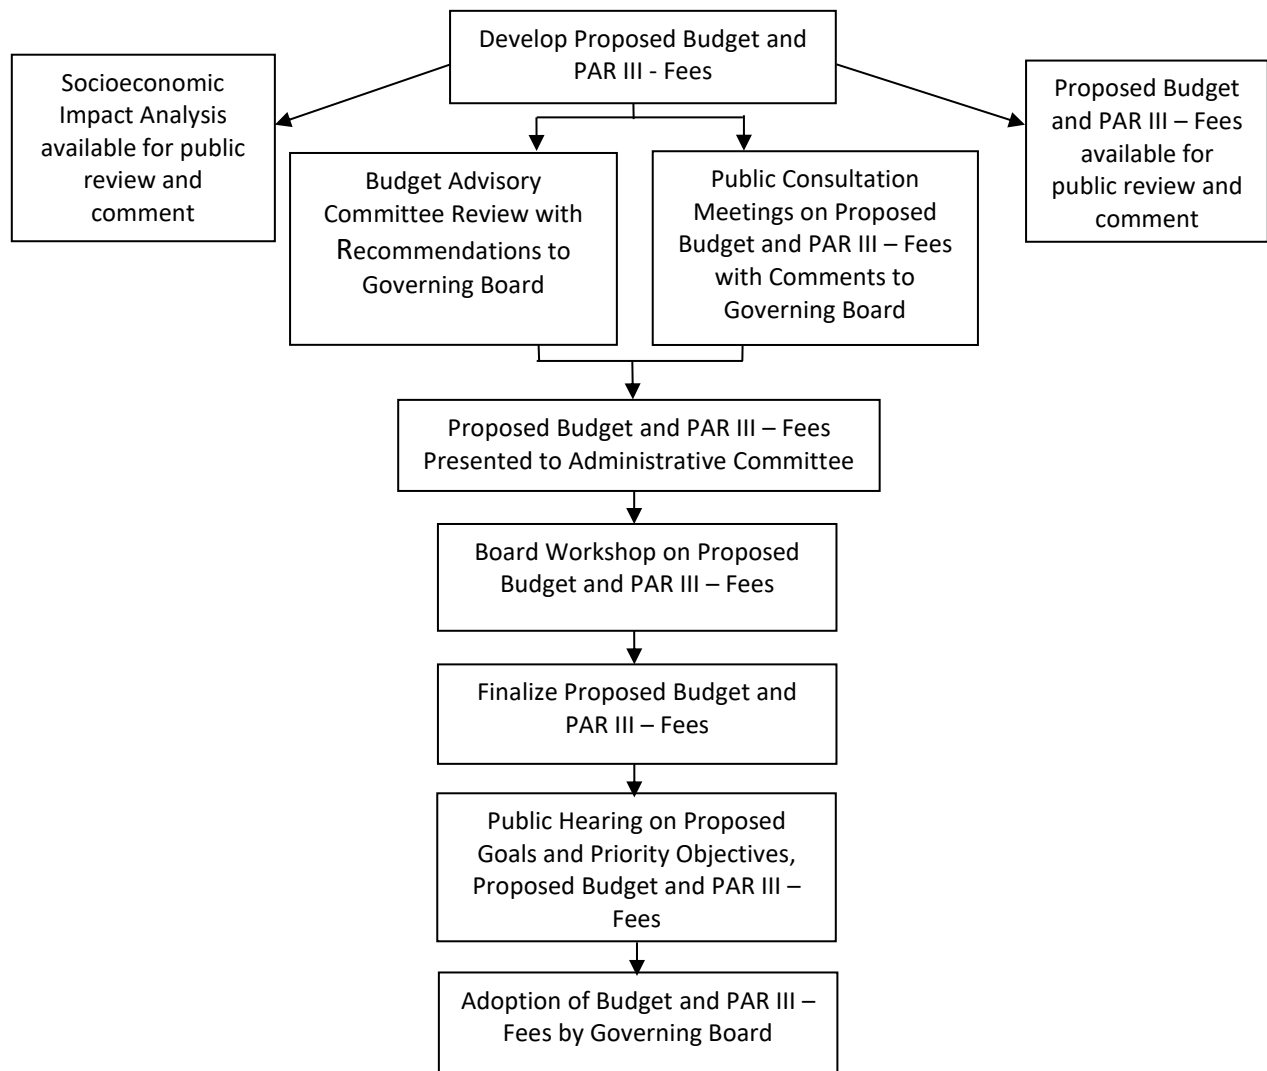 Develop Proposed Budget and
PAR III - Fees
Socioeconomic
Impact Analysis
available for public
review and
comment
Proposed Budget
and PAR III – Fees
available for
public review and
comment
Budget Advisory
Committee Review with
Recommendations to
Governing Board
Public Consultation
Meetings on Proposed
Budget and PAR III – Fees
with Comments to
Governing Board
Proposed Budget and PAR III – Fees
Presented to Administrative Committee
Board Workshop on Proposed
Budget and PAR III – Fees
Finalize Proposed Budget and
PAR III – Fees
Public Hearing on Proposed
Goals and Priority Objectives,
Proposed Budget and PAR III –
Fees
Adoption of Budget and PAR III –
Fees by Governing Board